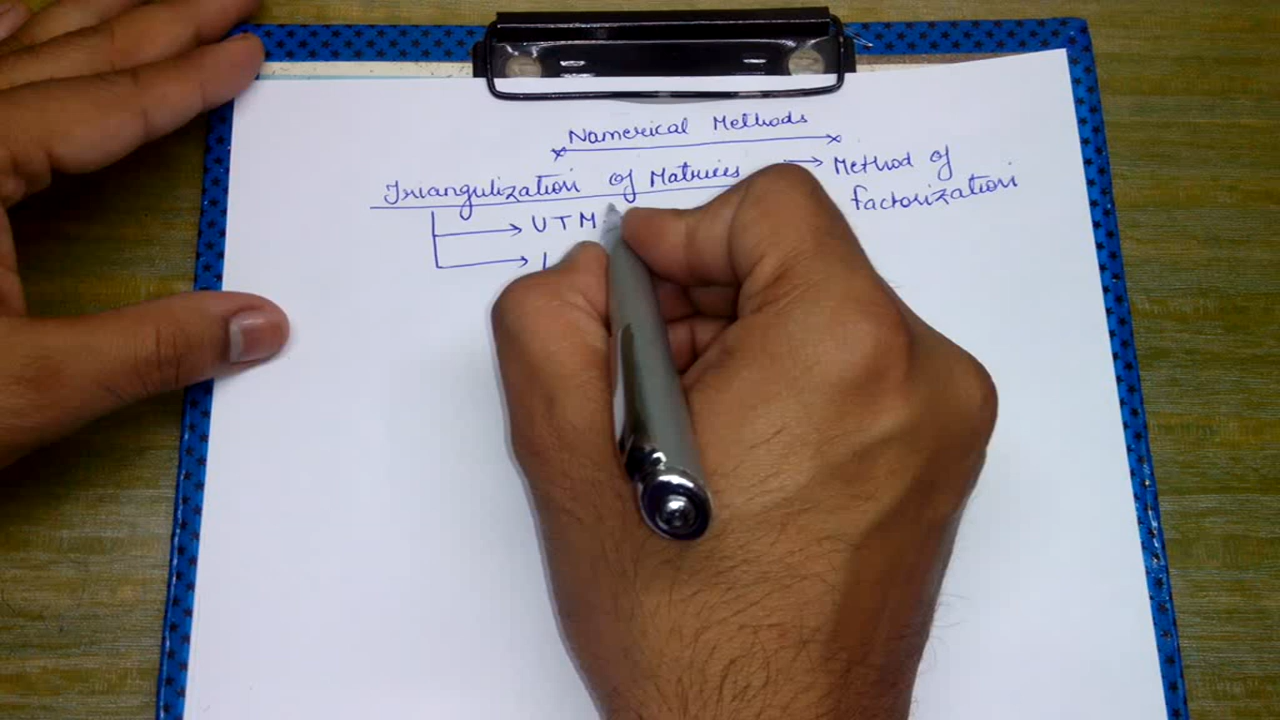 Numerical Methods
Triangulization of Matrices → Method of
factorization
→ UTM
→